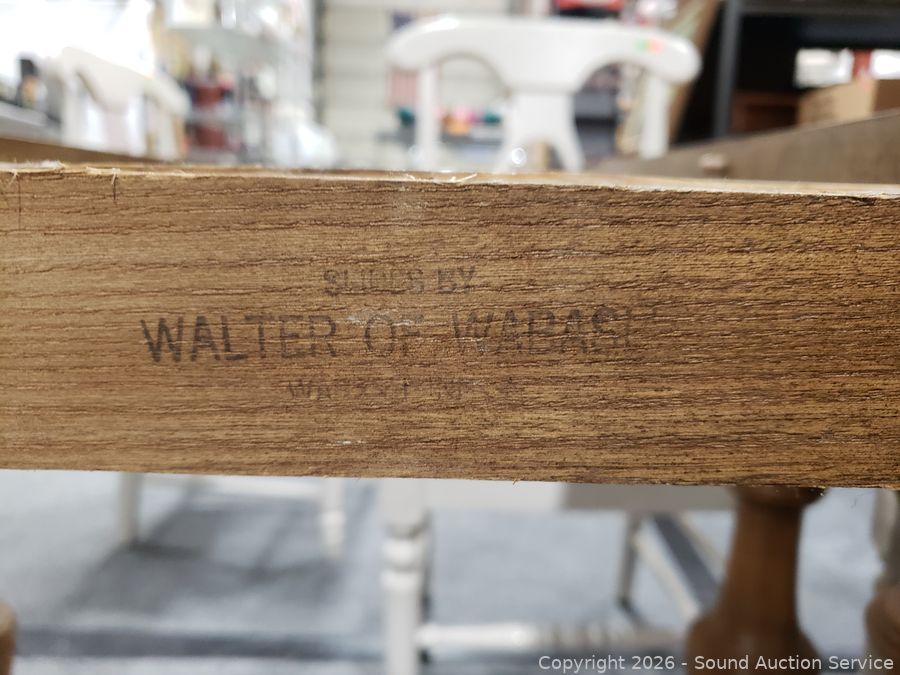 SLIDES BY
WALTER OF WABASH
Copyright 2026 - Sound Auction Service